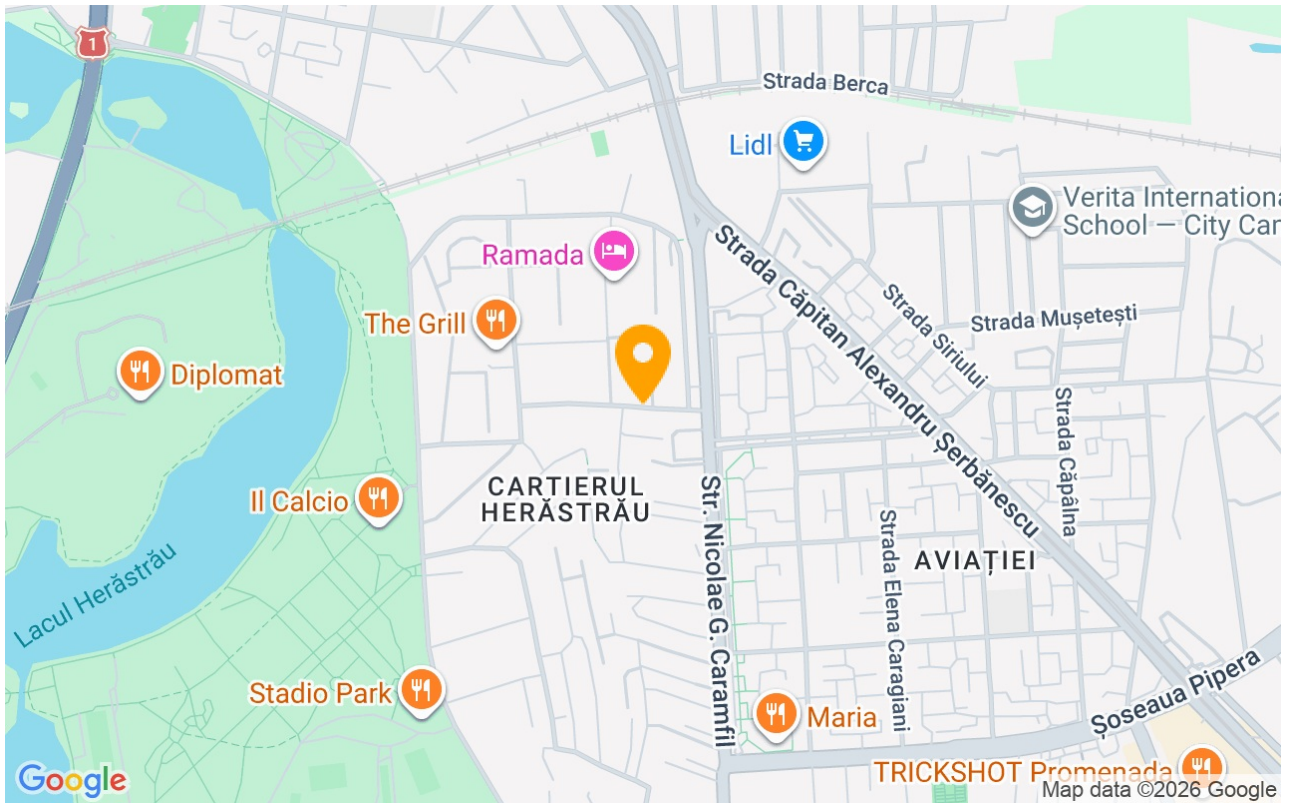 1
Strada Berca
Lidl
Verita Internationa
School — City Car
Ramada
Strada Căpitan Alexandru Șerbănescu
Strada Siriului
Strada Mușetești
The Grill
Diplomat
Strada Căpâlna
CARTIERUL
HERĂSTRĂU
Il Calcio
Str. Nicolae G. Caramfil
Strada Elena Caragiani
AVIAȚIEI
Lacul Herăstrău
Stadio Park
Maria
Șoseaua Pipera
TRICKSHOT Promenada
Google
Map data ©2026 Google